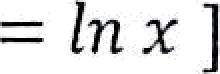 = ln x ]